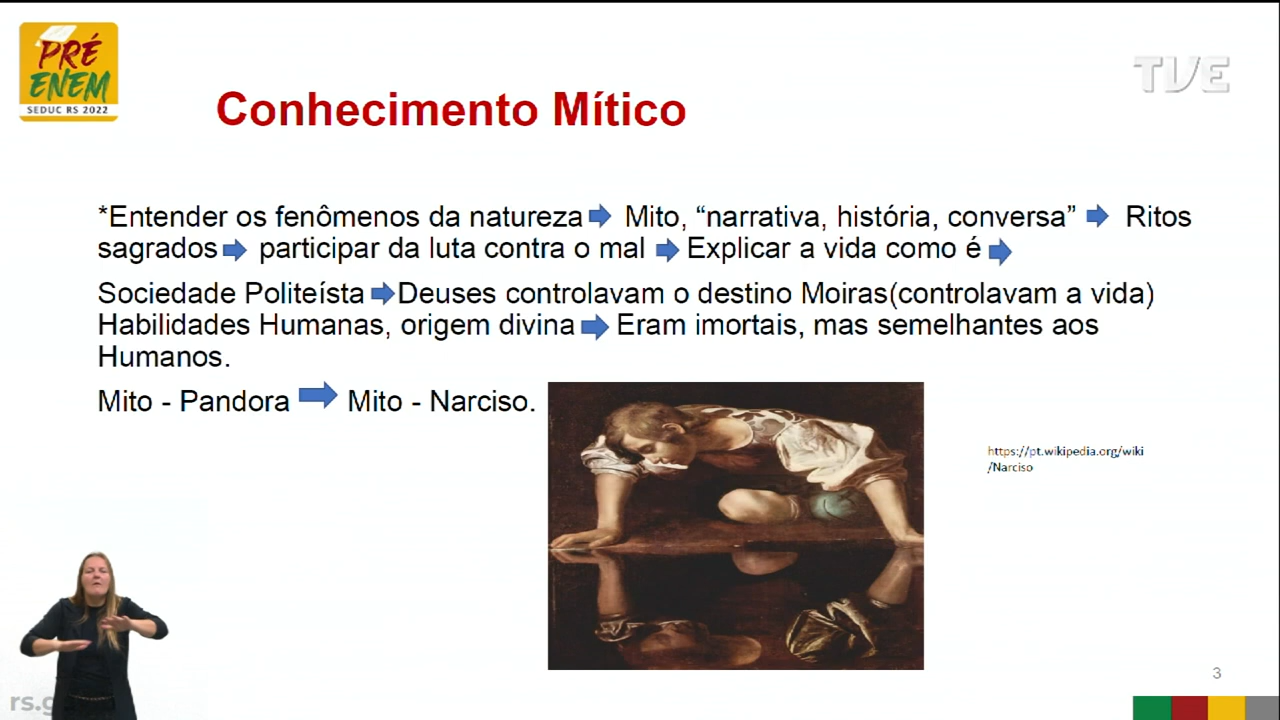 PRÉ
ENEM
SEDUC RS 2022
TVE
Conhecimento Mítico
*Entender os fenômenos da natureza Mito, “narrativa, história, conversa” Ritos
sagrados participar da luta contra o mal Explicar a vida como é
Sociedade Politeísta Deuses controlavam o destino Moiras(controlavam a vida)
Habilidades Humanas, origem divina Eram imortais, mas semelhantes aos
Humanos.
Mito - Pandora Mito - Narciso.
https://pt.wikipedia.org/wiki
/Narciso
3